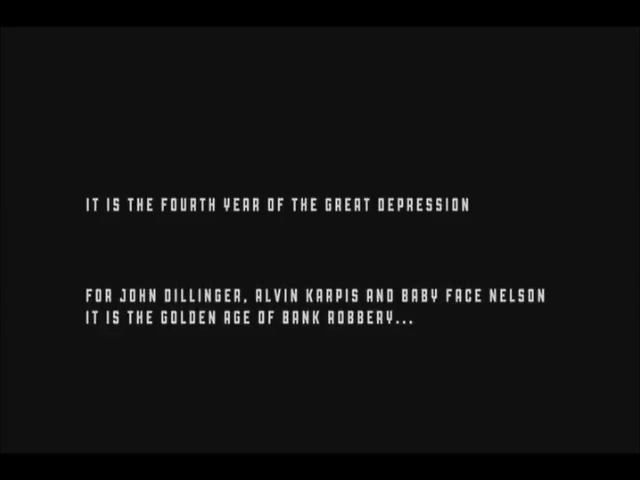 IT IS THE FOURTH YEAR OF THE GREAT DEPRESSION
FOR JOHN DILLINGER, ALVIN KARPIS AND BABY FACE NELSON
IT IS THE GOLDEN AGE OF BANK ROBBERY...